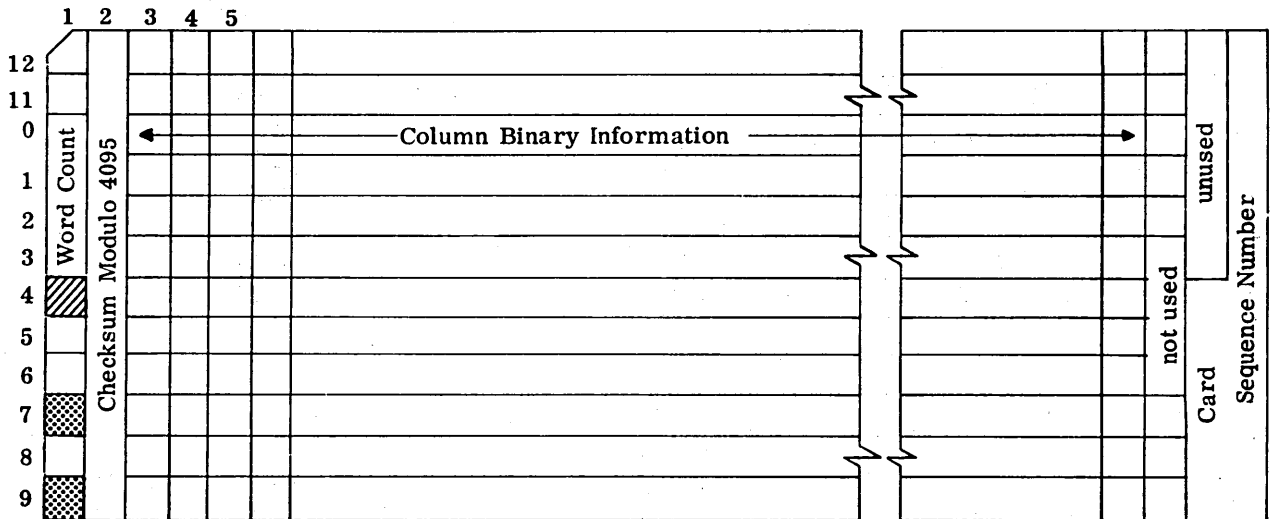 1 2 3 4 5
12
11
0
1
2
3
4
5
6
7
8
9
Word Count
Checksum Modulo 4095
Column Binary Information
not used
unused
Card
Sequence Number